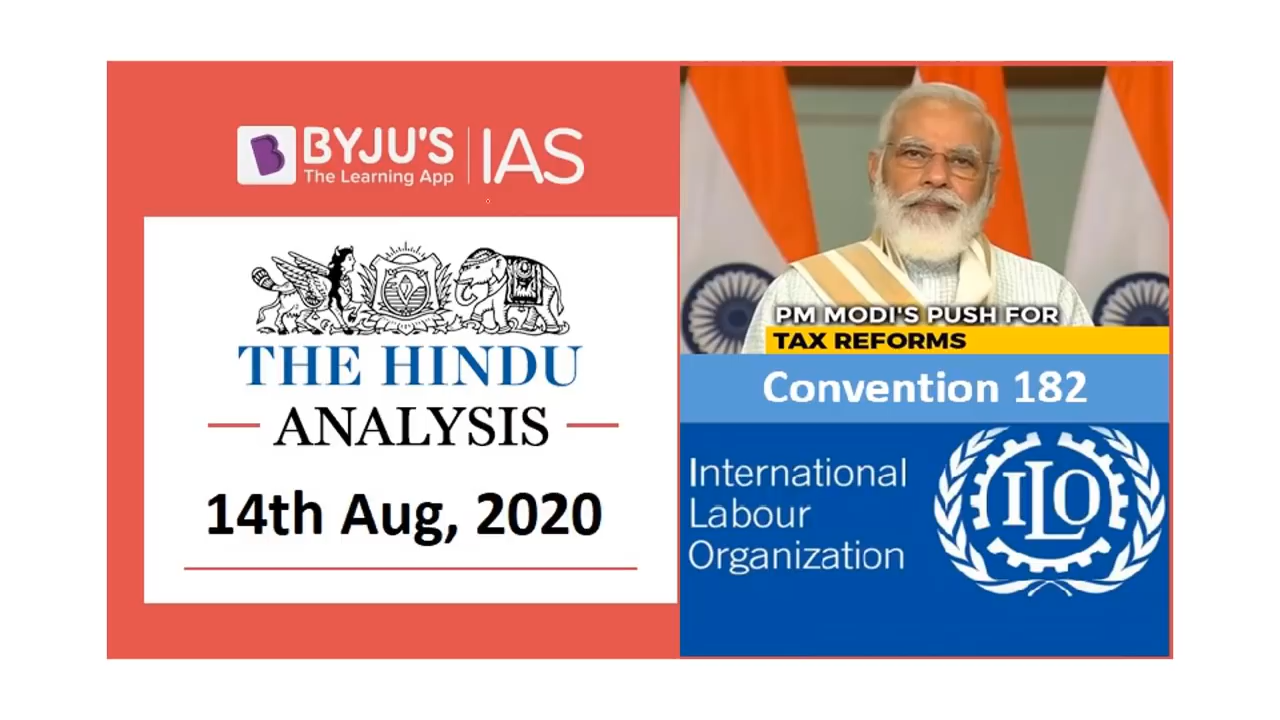 BYJU'S
The Learning App
IAS
THE HINDU
ANALYSIS
14th Aug, 2020
PM MODI'S PUSH FOR
TAX REFORMS
Convention 182
International
Labour
Organization
ILO